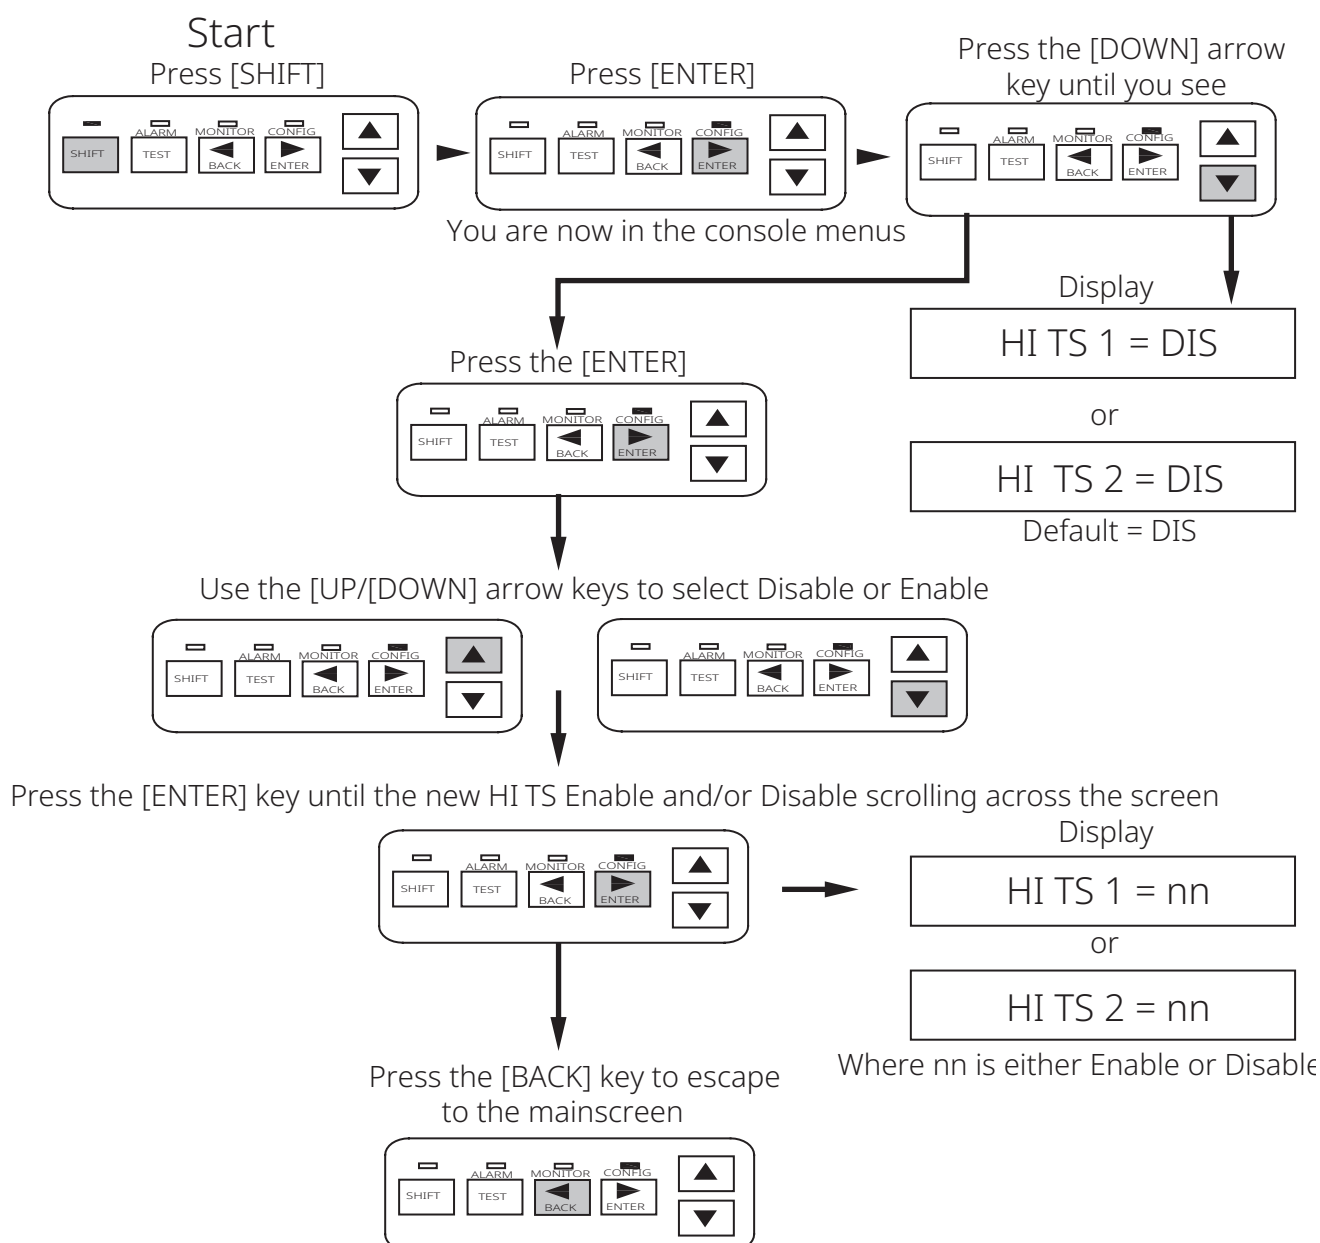 Start
Press [SHIFT]
Press [ENTER]
Press the [DOWN] arrow
key until you see
ALARM MONITOR CONFIG
SHIFT TEST BACK ENTER
ALARM MONITOR CONFIG
SHIFT TEST BACK ENTER
ALARM MONITOR CONFIG
SHIFT TEST BACK ENTER
You are now in the console menus
Display
HI TS 1 = DIS
or
HI TS 2 = DIS
Default = DIS
Press the [ENTER]
ALARM MONITOR CONFIG
SHIFT TEST BACK ENTER
Use the [UP/[DOWN] arrow keys to select Disable or Enable
ALARM MONITOR CONFIG
SHIFT TEST BACK ENTER
ALARM MONITOR CONFIG
SHIFT TEST BACK ENTER
Press the [ENTER] key until the new HI TS Enable and/or Disable scrolling across the screen
ALARM MONITOR CONFIG
SHIFT TEST BACK ENTER
Display
HI TS 1 = nn
or
HI TS 2 = nn
Where nn is either Enable or Disable
Press the [BACK] key to escape
to the mainscreen
ALARM MONITOR CONFIG
SHIFT TEST BACK ENTER